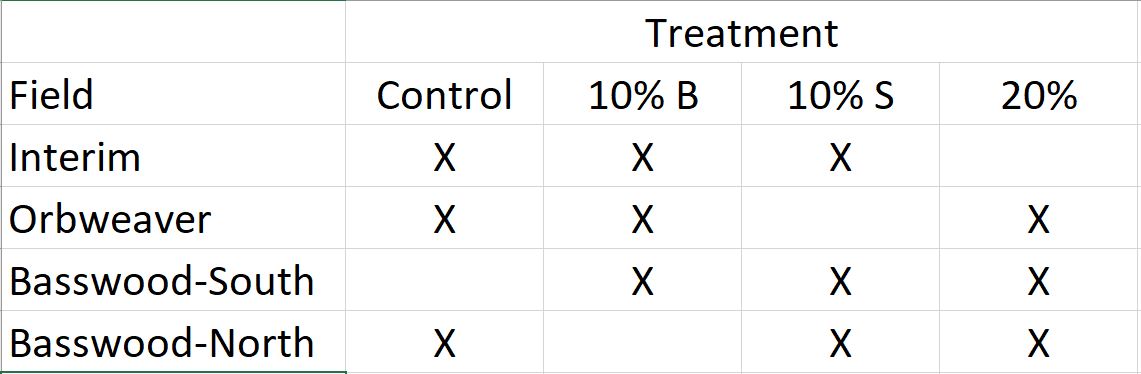 Treatment
Field Control 10% B 10% S 20%
Interim X X X
Orbweaver X X X
Basswood-South X X X
Basswood-North X X X